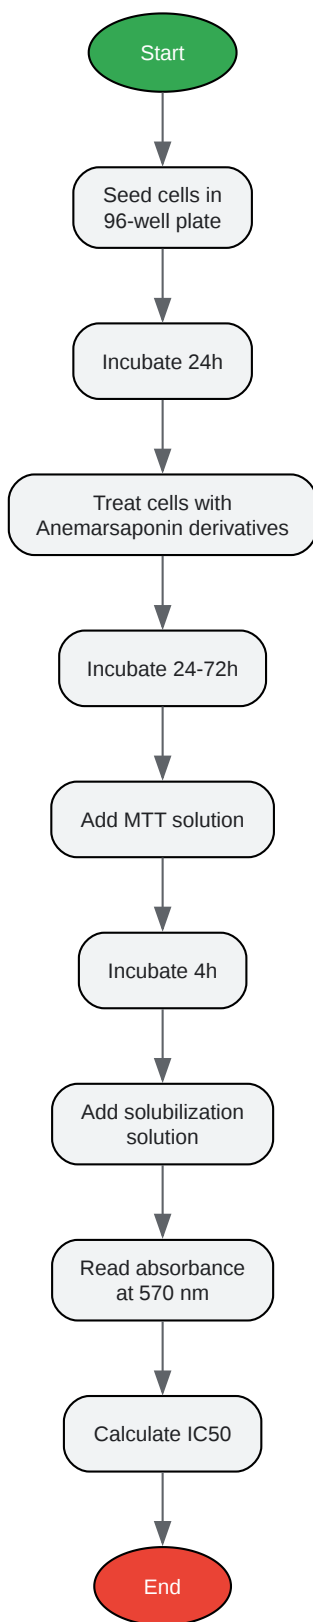 Start
Seed cells in
96-well plate
Incubate 24h
Treat cells with
Anemarsaponin derivatives
Incubate 24-72h
Add MTT solution
Incubate 4h
Add solubilization
solution
Read absorbance
at 570 nm
Calculate IC50
End